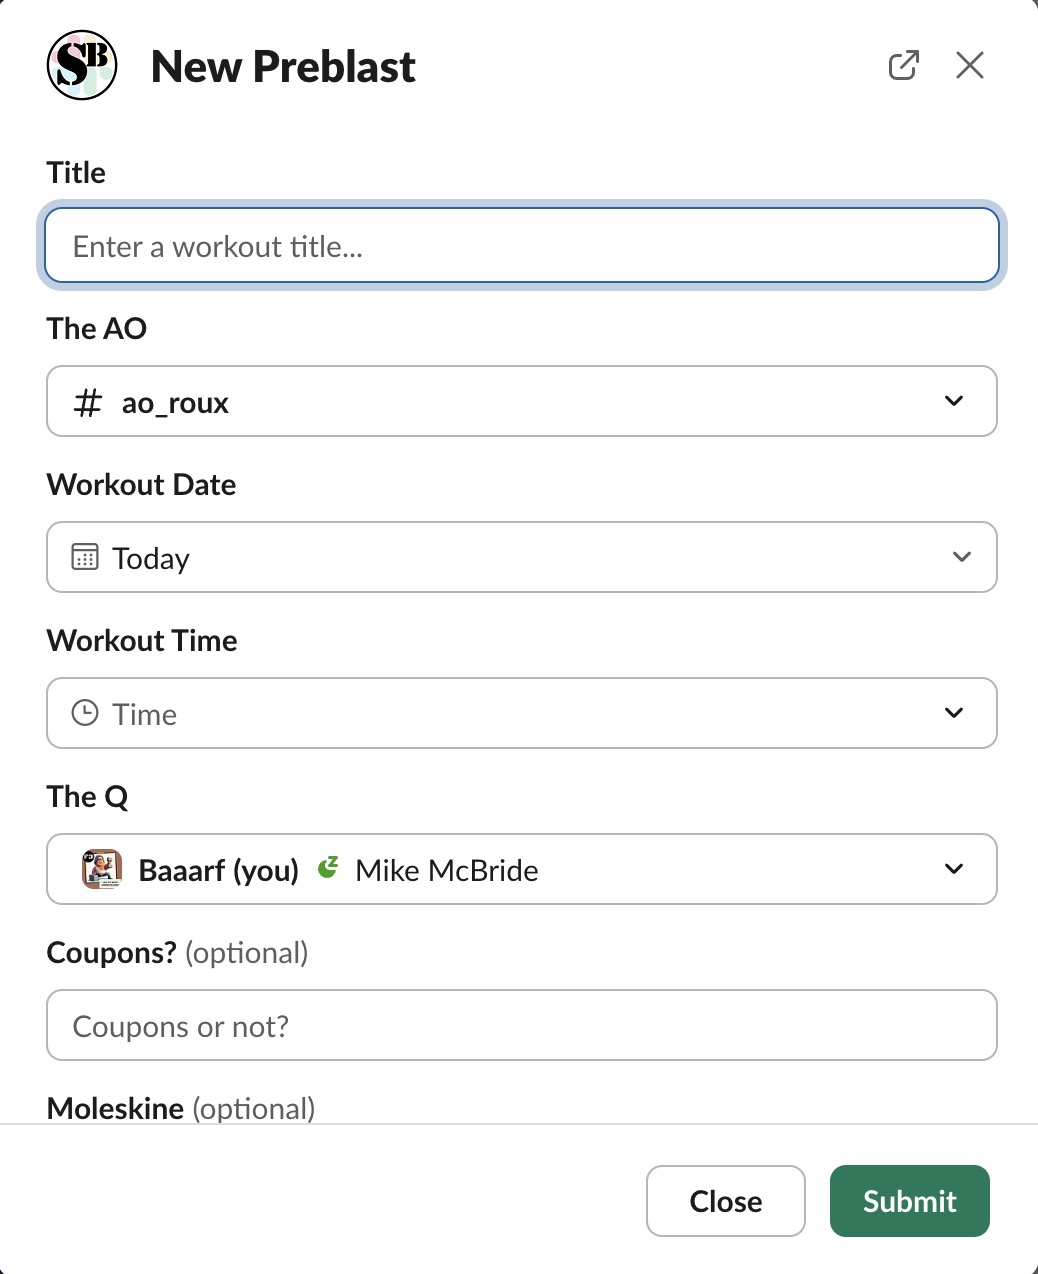 SB
New Preblast
Title
Enter a workout title...
The AO
# ao_roux
Workout Date
Today
Workout Time
Time
The Q
Baaarf (you) z Mike McBride
Coupons? (optional)
Coupons or not?
Moleskine (optional)
Close Submit